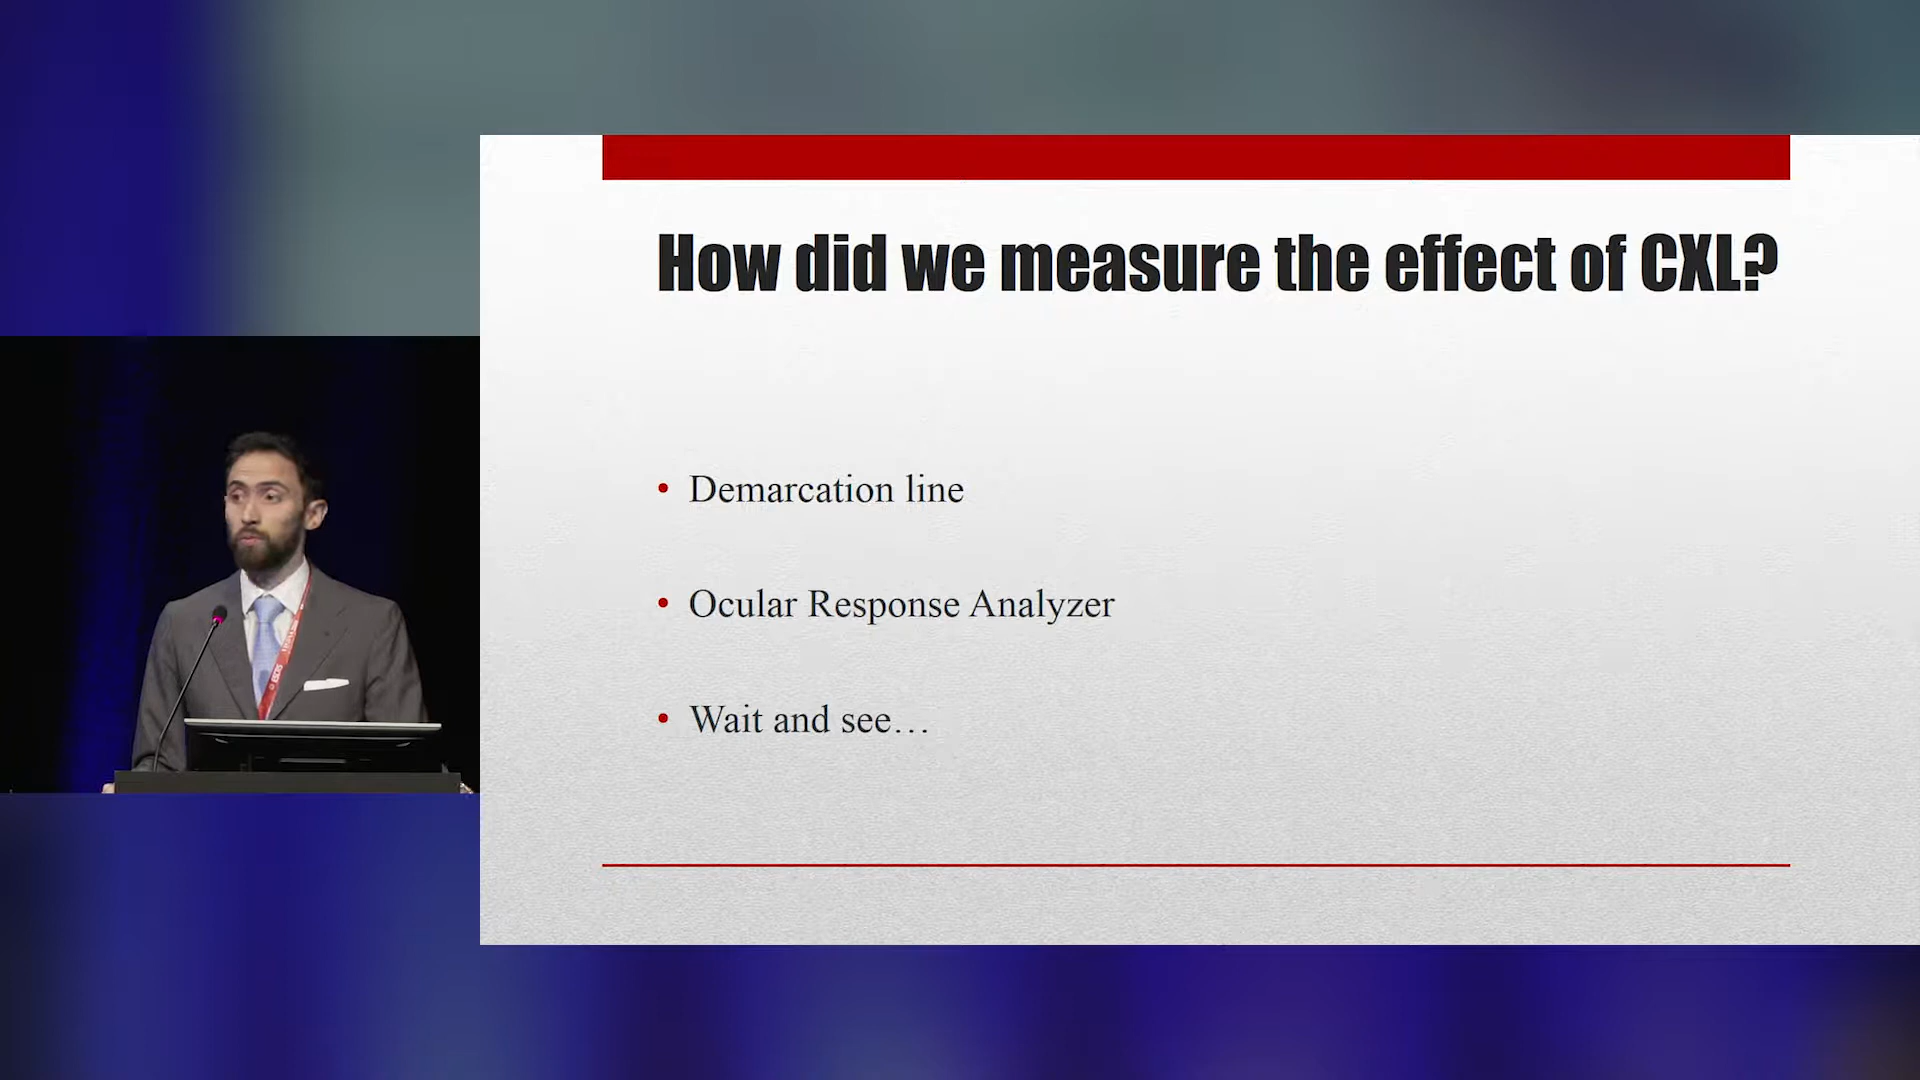 How did we measure the effect of CXL?
• Demarcation line
• Ocular Response Analyzer
• Wait and see…